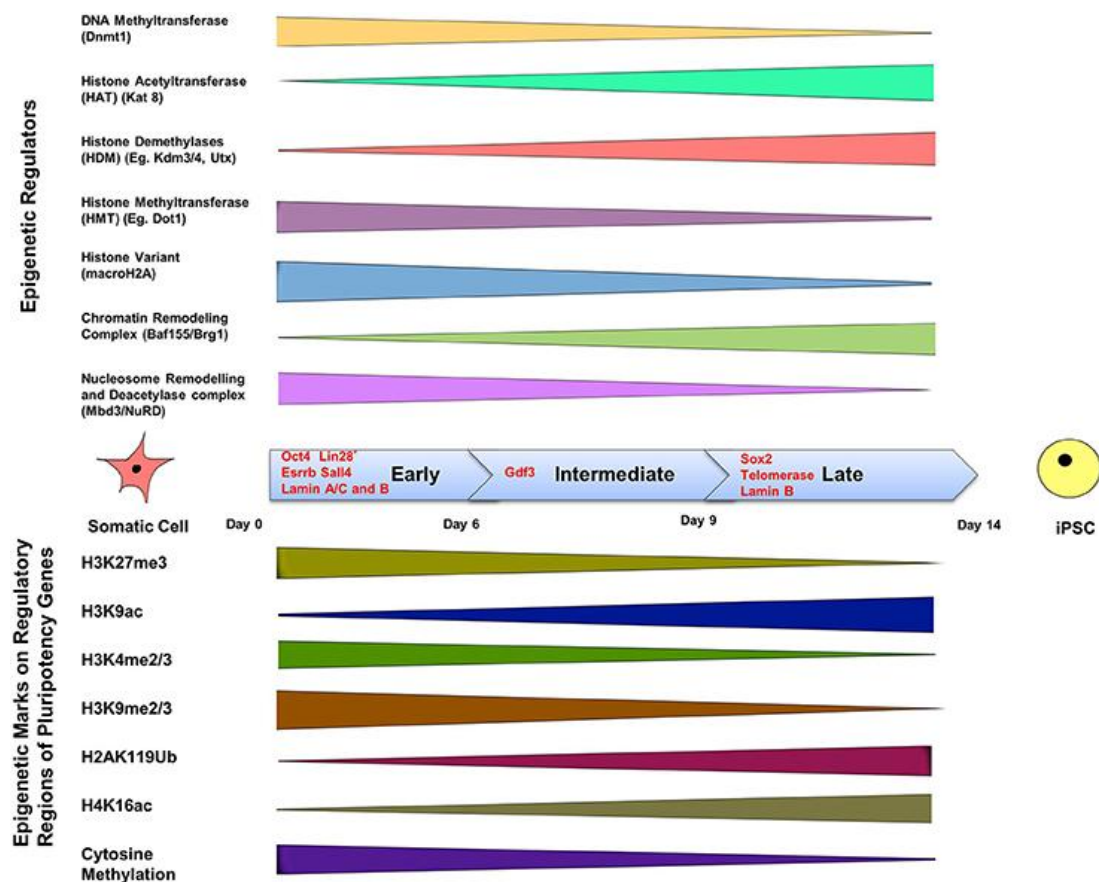 DNA Methyltransferase
(Dnmt1)
Histone Acetyltransferase
(HAT) (Kat 8)
Histone Demethylases
(HDM) (Eg. Kdm3/4, Utx)
Histone Methyltransferase
(HMT) (Eg. Dot1)
Histone Variant
(macroH2A)
Chromatin Remodeling
Complex (Baf155/Brg1)
Nucleosome Remodelling
and Deacetylase complex
(Mbd3/NuRD)
Epigenetic Regulators
Somatic Cell
Oct4 Lin28*
Esrrb Sall4
Lamin A/C and B
Early
Gdf3
Intermediate
Sox2
Telomerase
Lamin B
Late
iPSC
Day 0
Day 6
Day 9
Day 14
Epigenetic Marks on Regulatory
Regions of Pluripotency Genes
H3K27me3
H3K9ac
H3K4me2/3
H3K9me2/3
H2AK119Ub
H4K16ac
Cytosine
Methylation